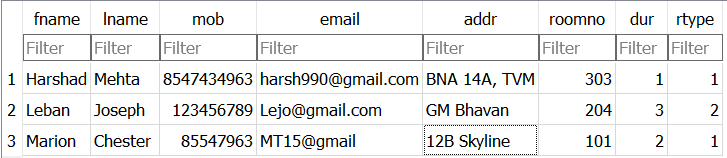 fname lname mob email addr roomno dur rtype
Filter Filter Filter Filter Filter Filter Filter Filter
1 Harshad Mehta 8547434963 harsh990@gmail.com BNA 14A, TVM 303 1 1
2 Leban Joseph 123456789 Lejo@gmail.com GM Bhavan 204 3 2
3 Marion Chester 85547963 MT15@gmail 12B Skyline 101 2 1